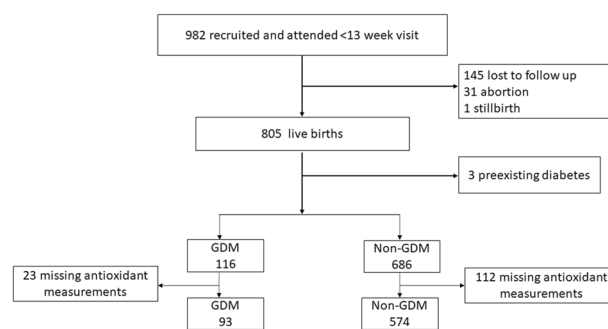 982 recruited and attended <13 week visit
145 lost to follow up
31 abortion
1 stillbirth
805 live births
3 preexisting diabetes
GDM
116
Non-GDM
686
23 missing antioxidant
measurements
112 missing antioxidant
measurements
GDM
93
Non-GDM
574